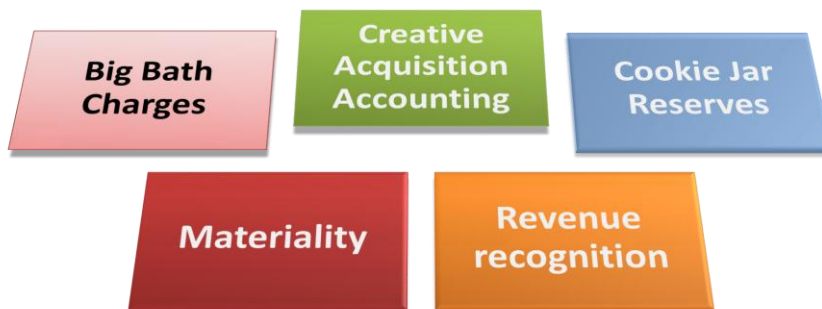 Big Bath
Charges
Creative
Acquisition
Accounting
Cookie Jar
Reserves
Materiality
Revenue
recognition